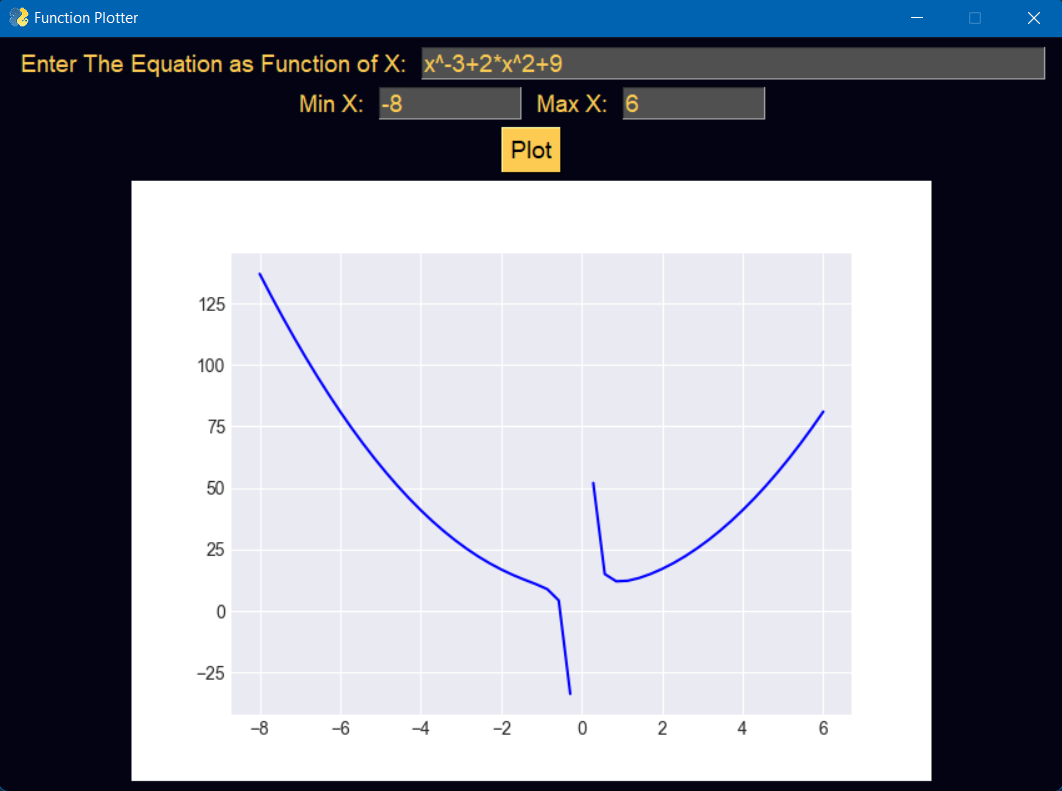 Function Plotter
Enter The Equation as Function of X: x^-3+2*x^2+9
Min X: -8 Max X: 6
Plot
125
100
75
50
25
0
−25
−8 −6 −4 −2 0 2 4 6